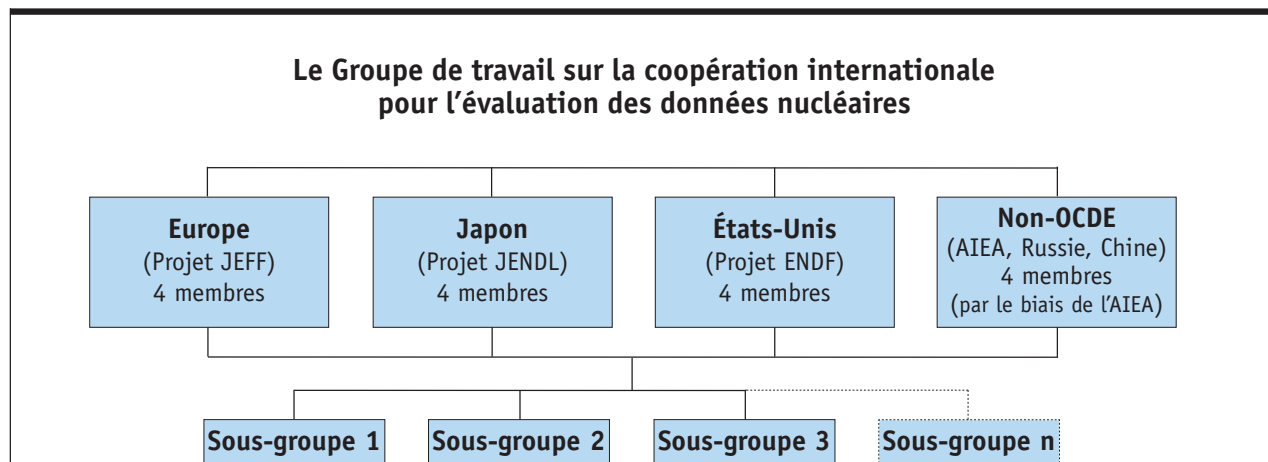 Le Groupe de travail sur la coopération internationale
pour l'évaluation des données nucléaires
Europe
(Projet JEFF)
4 membres
Japon
(Projet JENDL)
4 membres
États-Unis
(Projet ENDF)
4 membres
Non-OCDE
(AIEA, Russie, Chine)
4 membres
(par le biais de l'AIEA)
Sous-groupe 1
Sous-groupe 2
Sous-groupe 3
Sous-groupe n